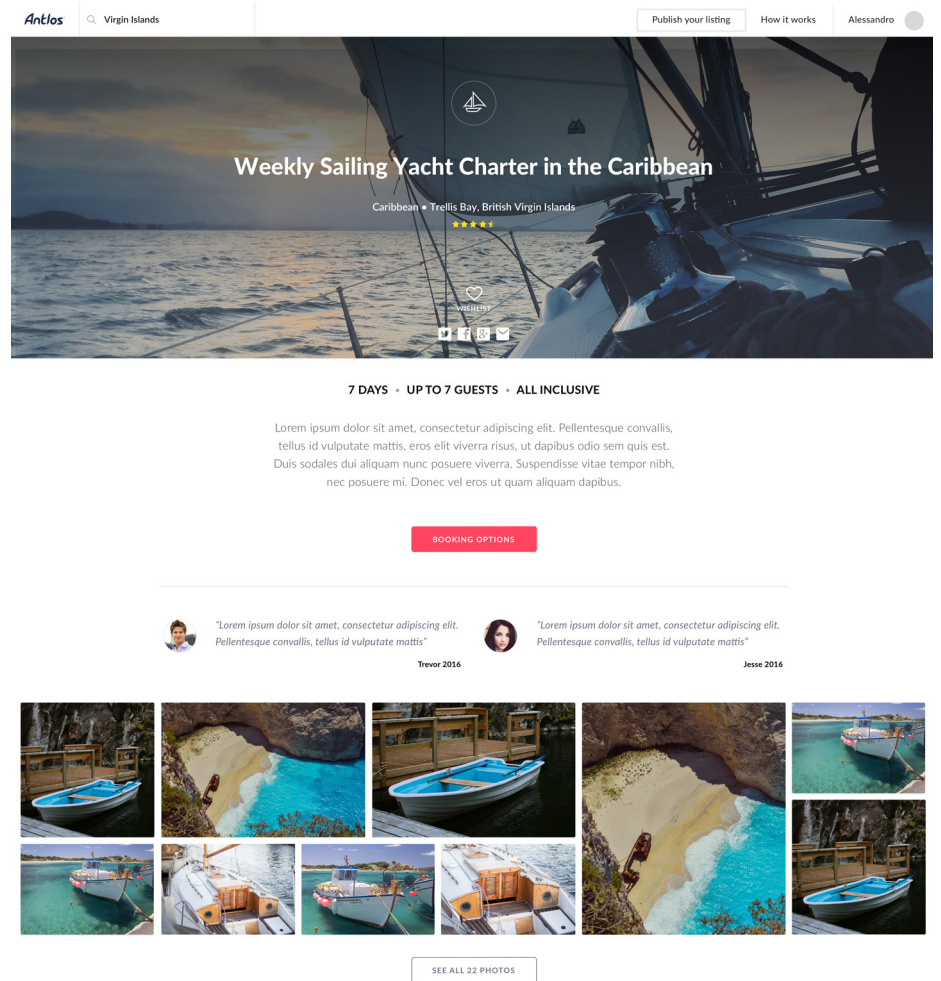 Antlos
Virgin Islands
Publish your listing
How it works
Alessandro
Weekly Sailing Yacht Charter in the Caribbean
Caribbean • Trellis Bay, British Virgin Islands
WISHLIST
7 DAYS • UP TO 7 GUESTS • ALL INCLUSIVE
Lorem ipsum dolor sit amet, consectetur adipiscing elit. Pellentesque convallis,
tellus id vulputate mattis, eros elit viverra risus, ut dapibus odio sem quis est.
Duis sodales dui aliquam nunc posuere viverra. Suspendisse vitae tempor nibh,
nec posuere mi. Donec vel eros ut quam aliquam dapibus.
BOOKING OPTIONS
"Lorem ipsum dolor sit amet, consectetur adipiscing elit.
Pellentesque convallis, tellus id vulputate mattis"
Trevor 2016
"Lorem ipsum dolor sit amet, consectetur adipiscing elit.
Pellentesque convallis, tellus id vulputate mattis"
Jesse 2016
SEE ALL 22 PHOTOS